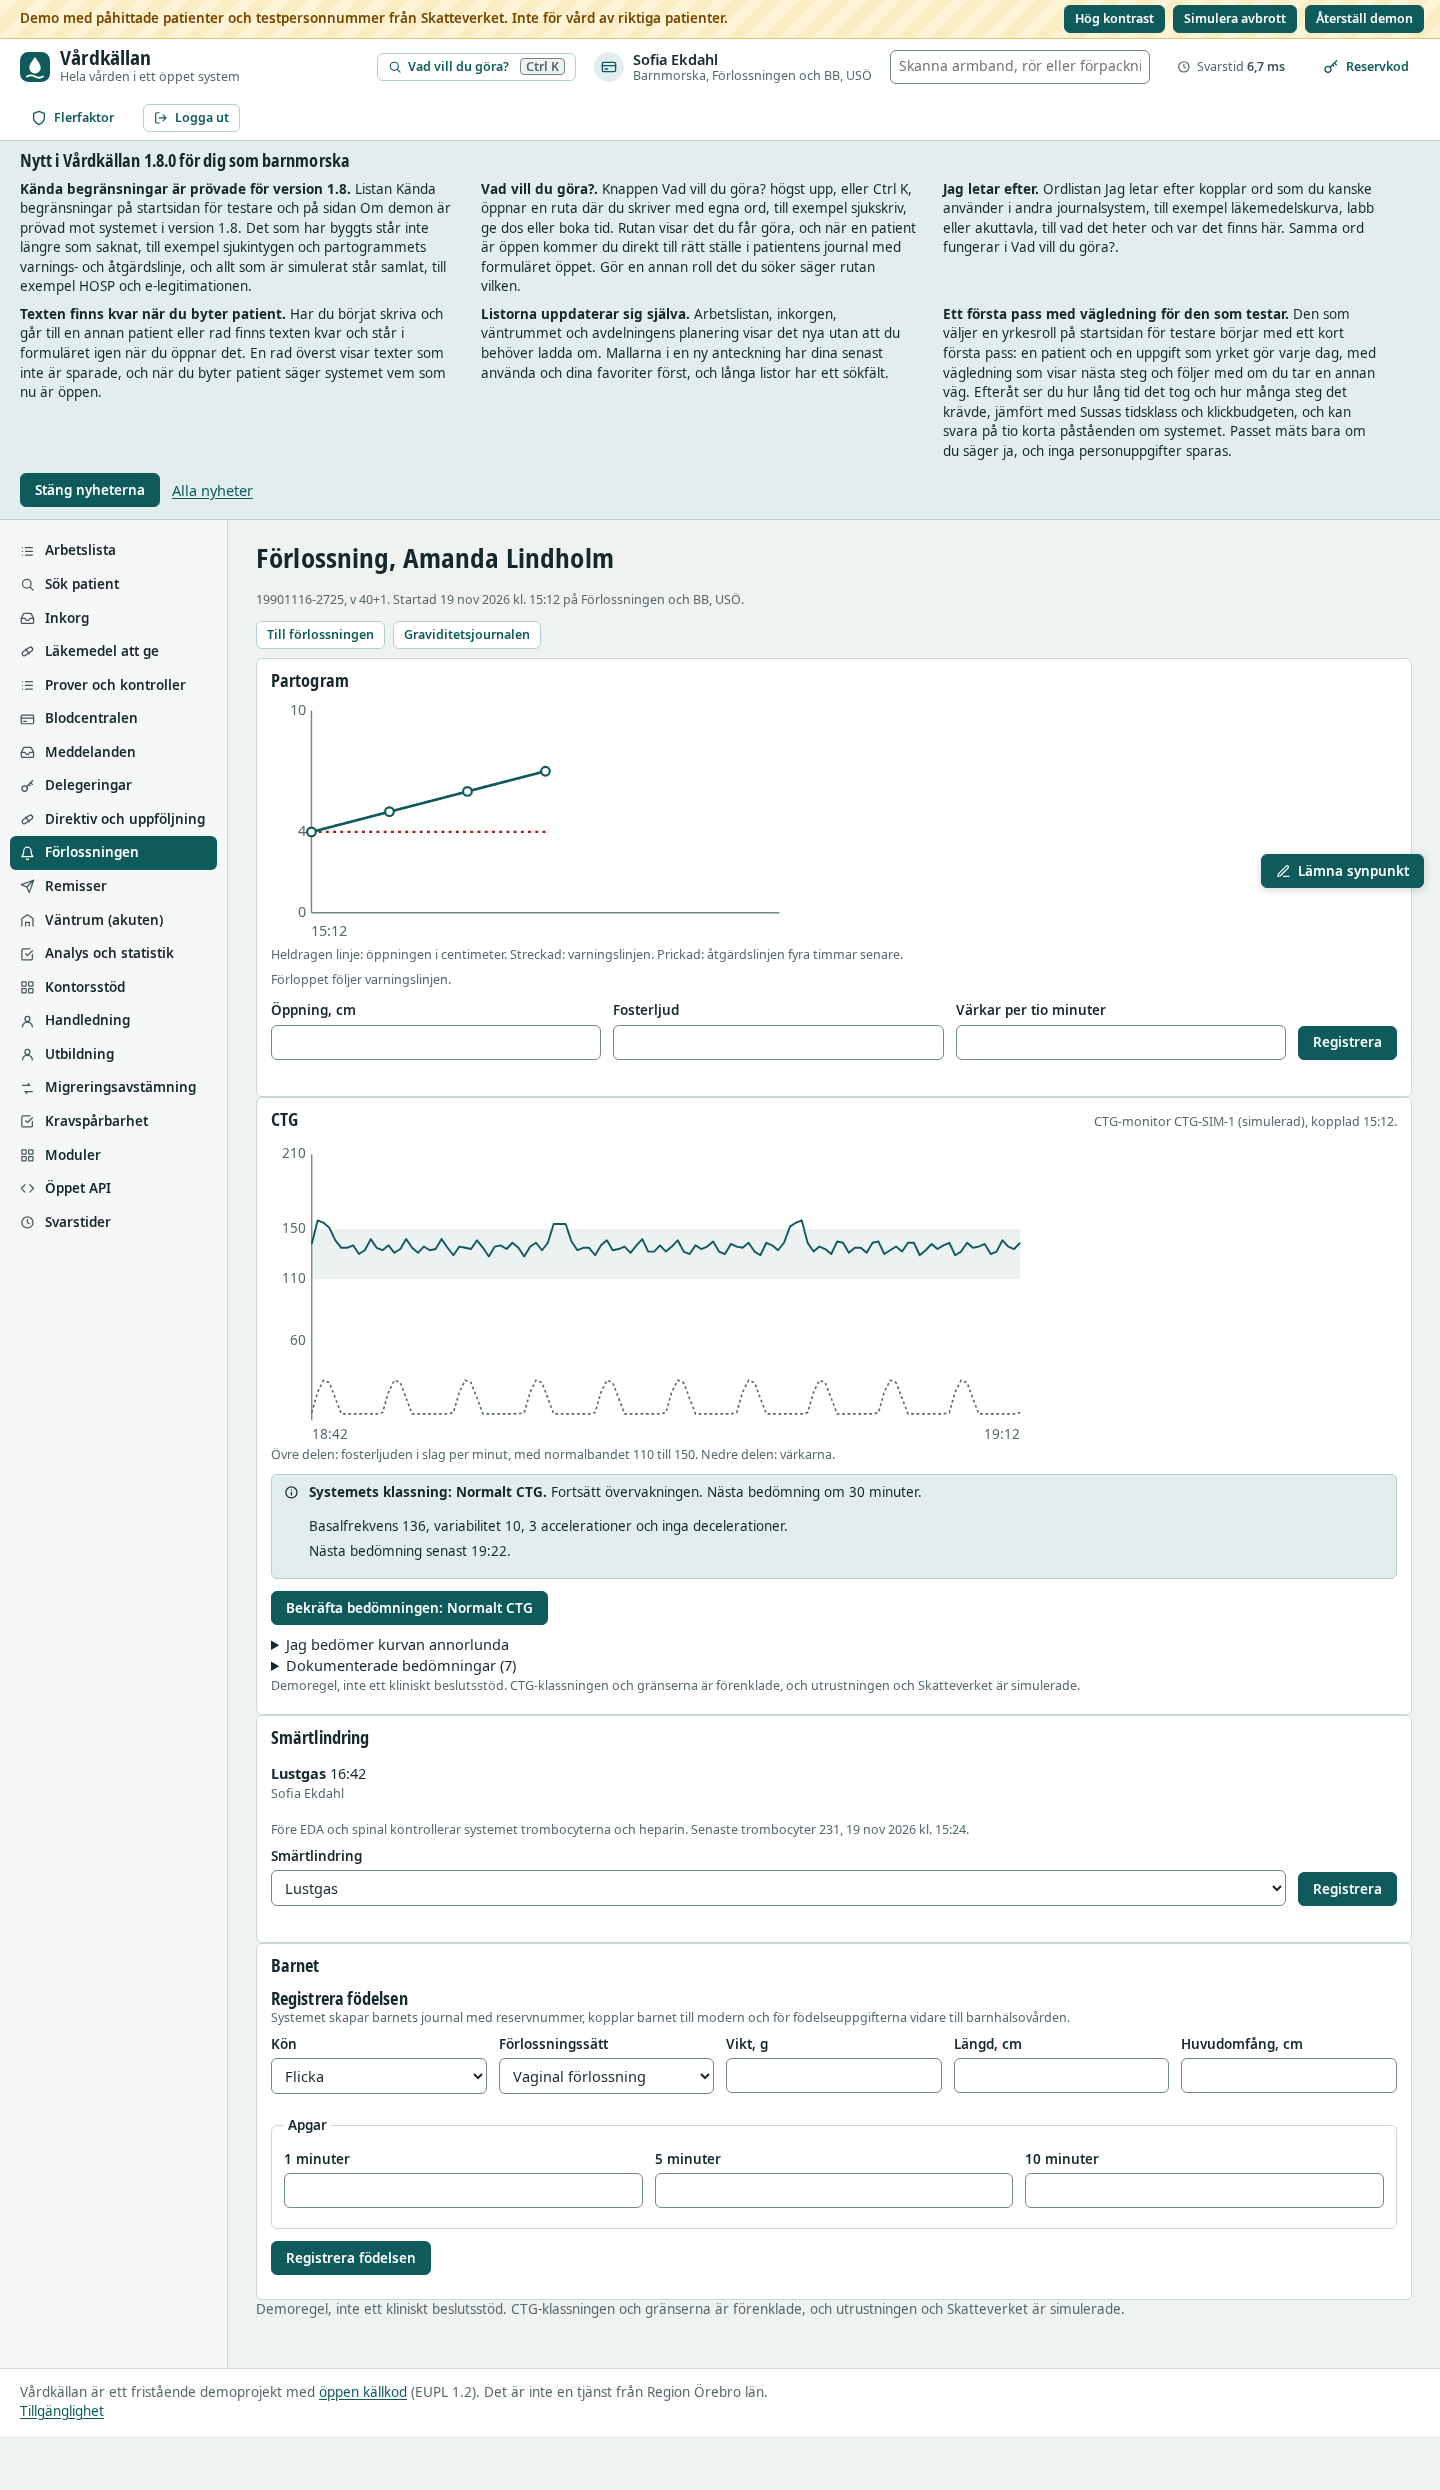 Demo med påhittade patienter och testpersonnummer från Skatteverket. Inte för vård av riktiga patienter.
Hög kontrast
Simulera avbrott
Återställ demon
Vårdkällan
Hela vården i ett öppet system
Vad vill du göra? Ctrl K
Sofia Ekdahl
Barnmorska, Förlossningen och BB, USÖ
Skanna armband, rör eller förpackni
Svarstid 6,7 ms
Reservkod
Flerfaktor
Logga ut
Nytt i Vårdkällan 1.8.0 för dig som barnmorska
Kända begränsningar är prövade för version 1.8. Listan Kända
begränsningar på startsidan för testare och på sidan Om demon är
prövad mot systemet i version 1.8. Det som har byggts står inte
längre som saknat, till exempel sjukintygen och partogrammets
varnings- och åtgärdslinje, och allt som är simulerat står samlat, till
exempel HOSP och e-legitimationen.
Vad vill du göra?. Knappen Vad vill du göra? högst upp, eller Ctrl K,
öppnar en ruta där du skriver med egna ord, till exempel sjukskriv,
ge dos eller boka tid. Rutan visar det du får göra, och när en patient
är öppen kommer du direkt till rätt ställe i patientens journal med
formuläret öppet. Gör en annan roll det du söker säger rutan
vilken.
Jag letar efter. Ordlistan Jag letar efter kopplar ord som du kanske
använder i andra journalsystem, till exempel läkemedelskurva, labb
eller akuttavla, till vad det heter och var det finns här. Samma ord
fungerar i Vad vill du göra?.
Texten finns kvar när du byter patient. Har du börjat skriva och
går till en annan patient eller rad finns texten kvar och står i
formuläret igen när du öppnar det. En rad överst visar texter som
inte är sparade, och när du byter patient säger systemet vem som
nu är öppen.
Listorna uppdaterar sig själva. Arbetslistan, inkorgen,
väntrummet och avdelningens planering visar det nya utan att du
behöver ladda om. Mallarna i en ny anteckning har dina senast
använda och dina favoriter först, och långa listor har ett sökfält.
Ett första pass med vägledning för den som testar. Den som
väljer en yrkesroll på startsidan för testare börjar med ett kort
första pass: en patient och en uppgift som yrket gör varje dag, med
vägledning som visar nästa steg och följer med om du tar en annan
väg. Efteråt ser du hur lång tid det tog och hur många steg det
krävde, jämfört med Sussas tidsklass och klickbudgeten, och kan
svara på tio korta påståenden om systemet. Passet mäts bara om
du säger ja, och inga personuppgifter sparas.
Stäng nyheterna
Alla nyheter
Arbetslista
Sök patient
Inkorg
Läkemedel att ge
Prover och kontroller
Blodcentralen
Meddelanden
Delegeringar
Direktiv och uppföljning
Förlossningen
Remisser
Väntrum (akuten)
Analys och statistik
Kontorsstöd
Handledning
Utbildning
Migreringsavstämning
Kravspårbarhet
Moduler
Öppet API
Svarstider
Förlossning, Amanda Lindholm
19901116-2725, v 40+1. Startad 19 nov 2026 kl. 15:12 på Förlossningen och BB, USÖ.
Till förlossningen
Graviditetsjournalen
Partogram
10
4
0
15:12
Heldragen linje: öppningen i centimeter. Streckad: varningslinjen. Prickad: åtgärdslinjen fyra timmar senare.
Förloppet följer varningslinjen.
Öppning, cm
Fosterljud
Värkar per tio minuter
Registrera
Lämna synpunkt
CTG
CTG-monitor CTG-SIM-1 (simulerad), kopplad 15:12.
210
150
110
60
18:42
19:12
Övre delen: fosterljuden i slag per minut, med normalbandet 110 till 150. Nedre delen: värkarna.
Systemets klassning: Normalt CTG. Fortsätt övervakningen. Nästa bedömning om 30 minuter.
Basalfrekvens 136, variabilitet 10, 3 accelerationer och inga decelerationer.
Nästa bedömning senast 19:22.
Bekräfta bedömningen: Normalt CTG
Jag bedömer kurvan annorlunda
Dokumenterade bedömningar (7)
Demoregel, inte ett kliniskt beslutsstöd. CTG-klassningen och gränserna är förenklade, och utrustningen och Skatteverket är simulerade.
Smärtlindring
Lustgas 16:42
Sofia Ekdahl
Före EDA och spinal kontrollerar systemet trombocyterna och heparin. Senaste trombocyter 231, 19 nov 2026 kl. 15:24.
Smärtlindring
Lustgas
Registrera
Barnet
Registrera födelsen
Systemet skapar barnets journal med reservnummer, kopplar barnet till modern och för födelseuppgifterna vidare till barnhälsovården.
Kön
Förlossningssätt
Vikt, g
Längd, cm
Huvudomfång, cm
Flicka
Vaginal förlossning
Apgar
1 minuter
5 minuter
10 minuter
Registrera födelsen
Demoregel, inte ett kliniskt beslutsstöd. CTG-klassningen och gränserna är förenklade, och utrustningen och Skatteverket är simulerade.
Vårdkällan är ett fristående demoprojekt med öppen källkod (EUPL 1.2). Det är inte en tjänst från Region Örebro län.
Tillgänglighet